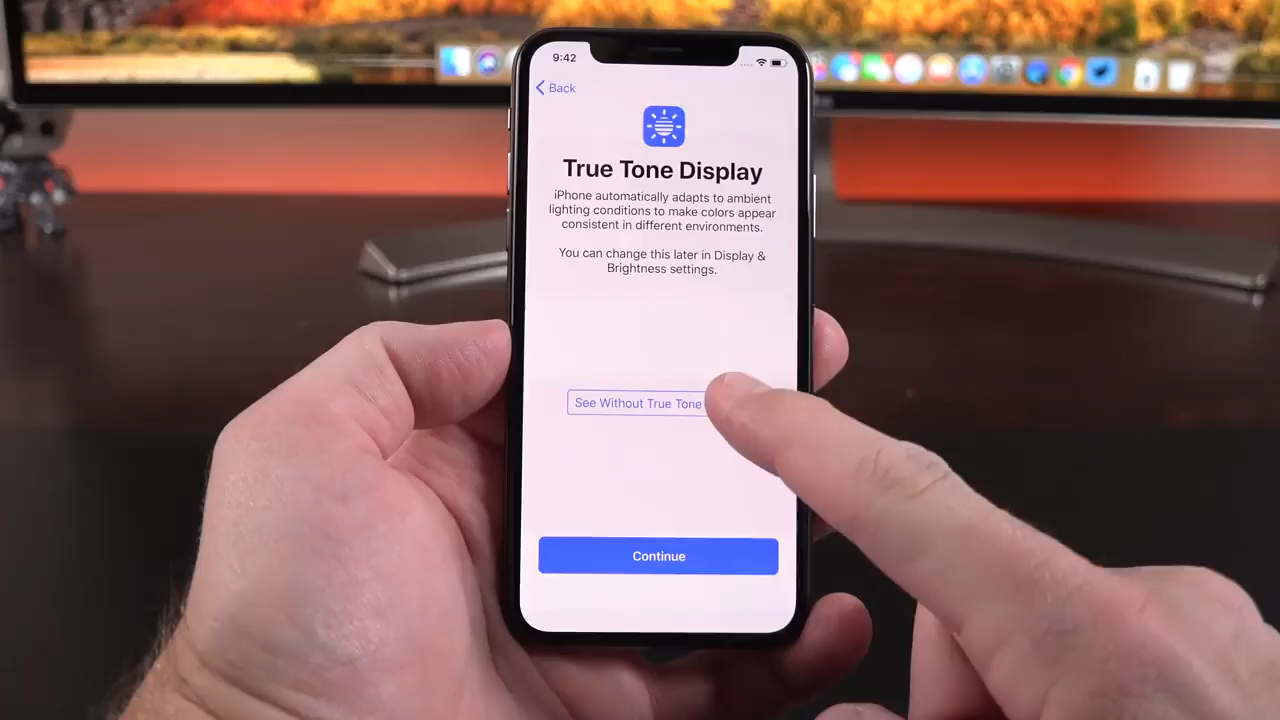 9:42
Back
True Tone Display
iPhone automatically adapts to ambient
lighting conditions to make colors appear
consistent in different environments.
You can change this later in Display &
Brightness settings.
See Without True Tone
Continue